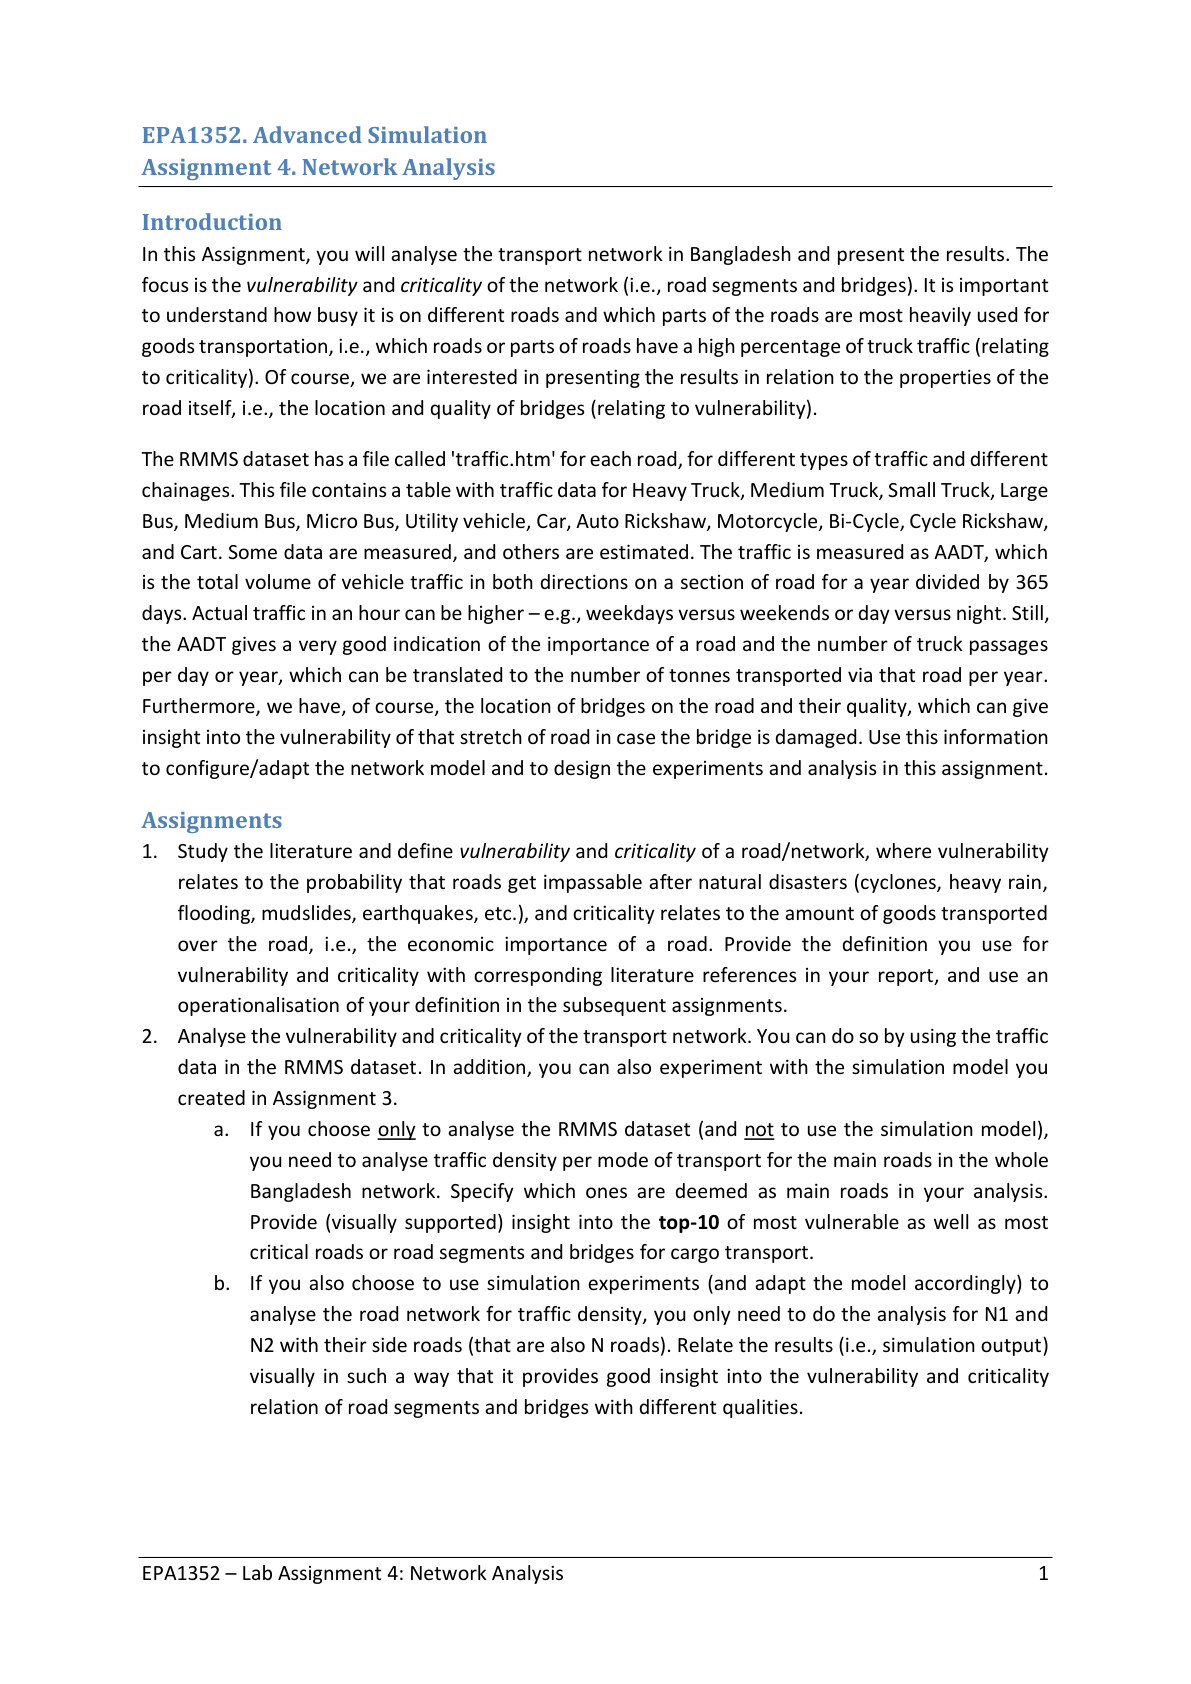 EPA1352. Advanced Simulation
Assignment 4. Network Analysis
Introduction
In this Assignment, you will analyse the transport network in Bangladesh and present the results. The
focus is the vulnerability and criticality of the network (i.e., road segments and bridges). It is important
to understand how busy it is on different roads and which parts of the roads are most heavily used for
goods transportation, i.e., which roads or parts of roads have a high percentage of truck traffic (relating
to criticality). Of course, we are interested in presenting the results in relation to the properties of the
road itself, i.e., the location and quality of bridges (relating to vulnerability).
The RMMS dataset has a file called 'traffic.htm' for each road, for different types of traffic and different
chainages. This file contains a table with traffic data for Heavy Truck, Medium Truck, Small Truck, Large
Bus, Medium Bus, Micro Bus, Utility vehicle, Car, Auto Rickshaw, Motorcycle, Bi-Cycle, Cycle Rickshaw,
and Cart. Some data are measured, and others are estimated. The traffic is measured as AADT, which
is the total volume of vehicle traffic in both directions on a section of road for a year divided by 365
days. Actual traffic in an hour can be higher – e.g., weekdays versus weekends or day versus night. Still,
the AADT gives a very good indication of the importance of a road and the number of truck passages
per day or year, which can be translated to the number of tonnes transported via that road per year.
Furthermore, we have, of course, the location of bridges on the road and their quality, which can give
insight into the vulnerability of that stretch of road in case the bridge is damaged. Use this information
to configure/adapt the network model and to design the experiments and analysis in this assignment.
Assignments
1. Study the literature and define vulnerability and criticality of a road/network, where vulnerability
relates to the probability that roads get impassable after natural disasters (cyclones, heavy rain,
flooding, mudslides, earthquakes, etc.), and criticality relates to the amount of goods transported
over the road, i.e., the economic importance of a road. Provide the definition you use for
vulnerability and criticality with corresponding literature references in your report, and use an
operationalisation of your definition in the subsequent assignments.
2. Analyse the vulnerability and criticality of the transport network. You can do so by using the traffic
data in the RMMS dataset. In addition, you can also experiment with the simulation model you
created in Assignment 3.
a. If you choose only to analyse the RMMS dataset (and not to use the simulation model),
you need to analyse traffic density per mode of transport for the main roads in the whole
Bangladesh network. Specify which ones are deemed as main roads in your analysis.
Provide (visually supported) insight into the top-10 of most vulnerable as well as most
critical roads or road segments and bridges for cargo transport.
b. If you also choose to use simulation experiments (and adapt the model accordingly) to
analyse the road network for traffic density, you only need to do the analysis for N1 and
N2 with their side roads (that are also N roads). Relate the results (i.e., simulation output)
visually in such a way that it provides good insight into the vulnerability and criticality
relation of road segments and bridges with different qualities.
EPA1352 – Lab Assignment 4: Network Analysis 1